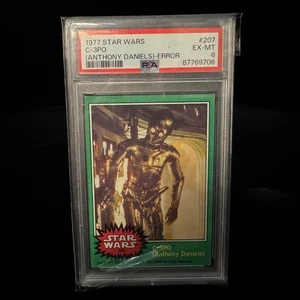 1977 STAR WARS #207
C-3PO EX-MT
(ANTHONY DANIELS)-ERROR 6
PSA 87769706
STAR
WARS
C-3PO
(Anthony Daniels)